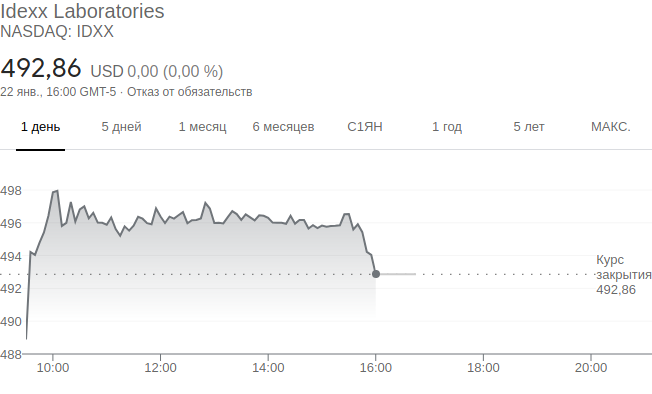 Idexx Laboratories
NASDAQ: IDXX
492,86 USD 0,00 (0,00 %)
22 янв., 16:00 GMT-5 · Отказ от обязательств
1 день 5 дней 1 месяц 6 месяцев С1ЯН 1 год 5 лет МАКС.
498
496
494
492
490
488
Курс
закрытия
492,86
10:00 12:00 14:00 16:00 18:00 20:00